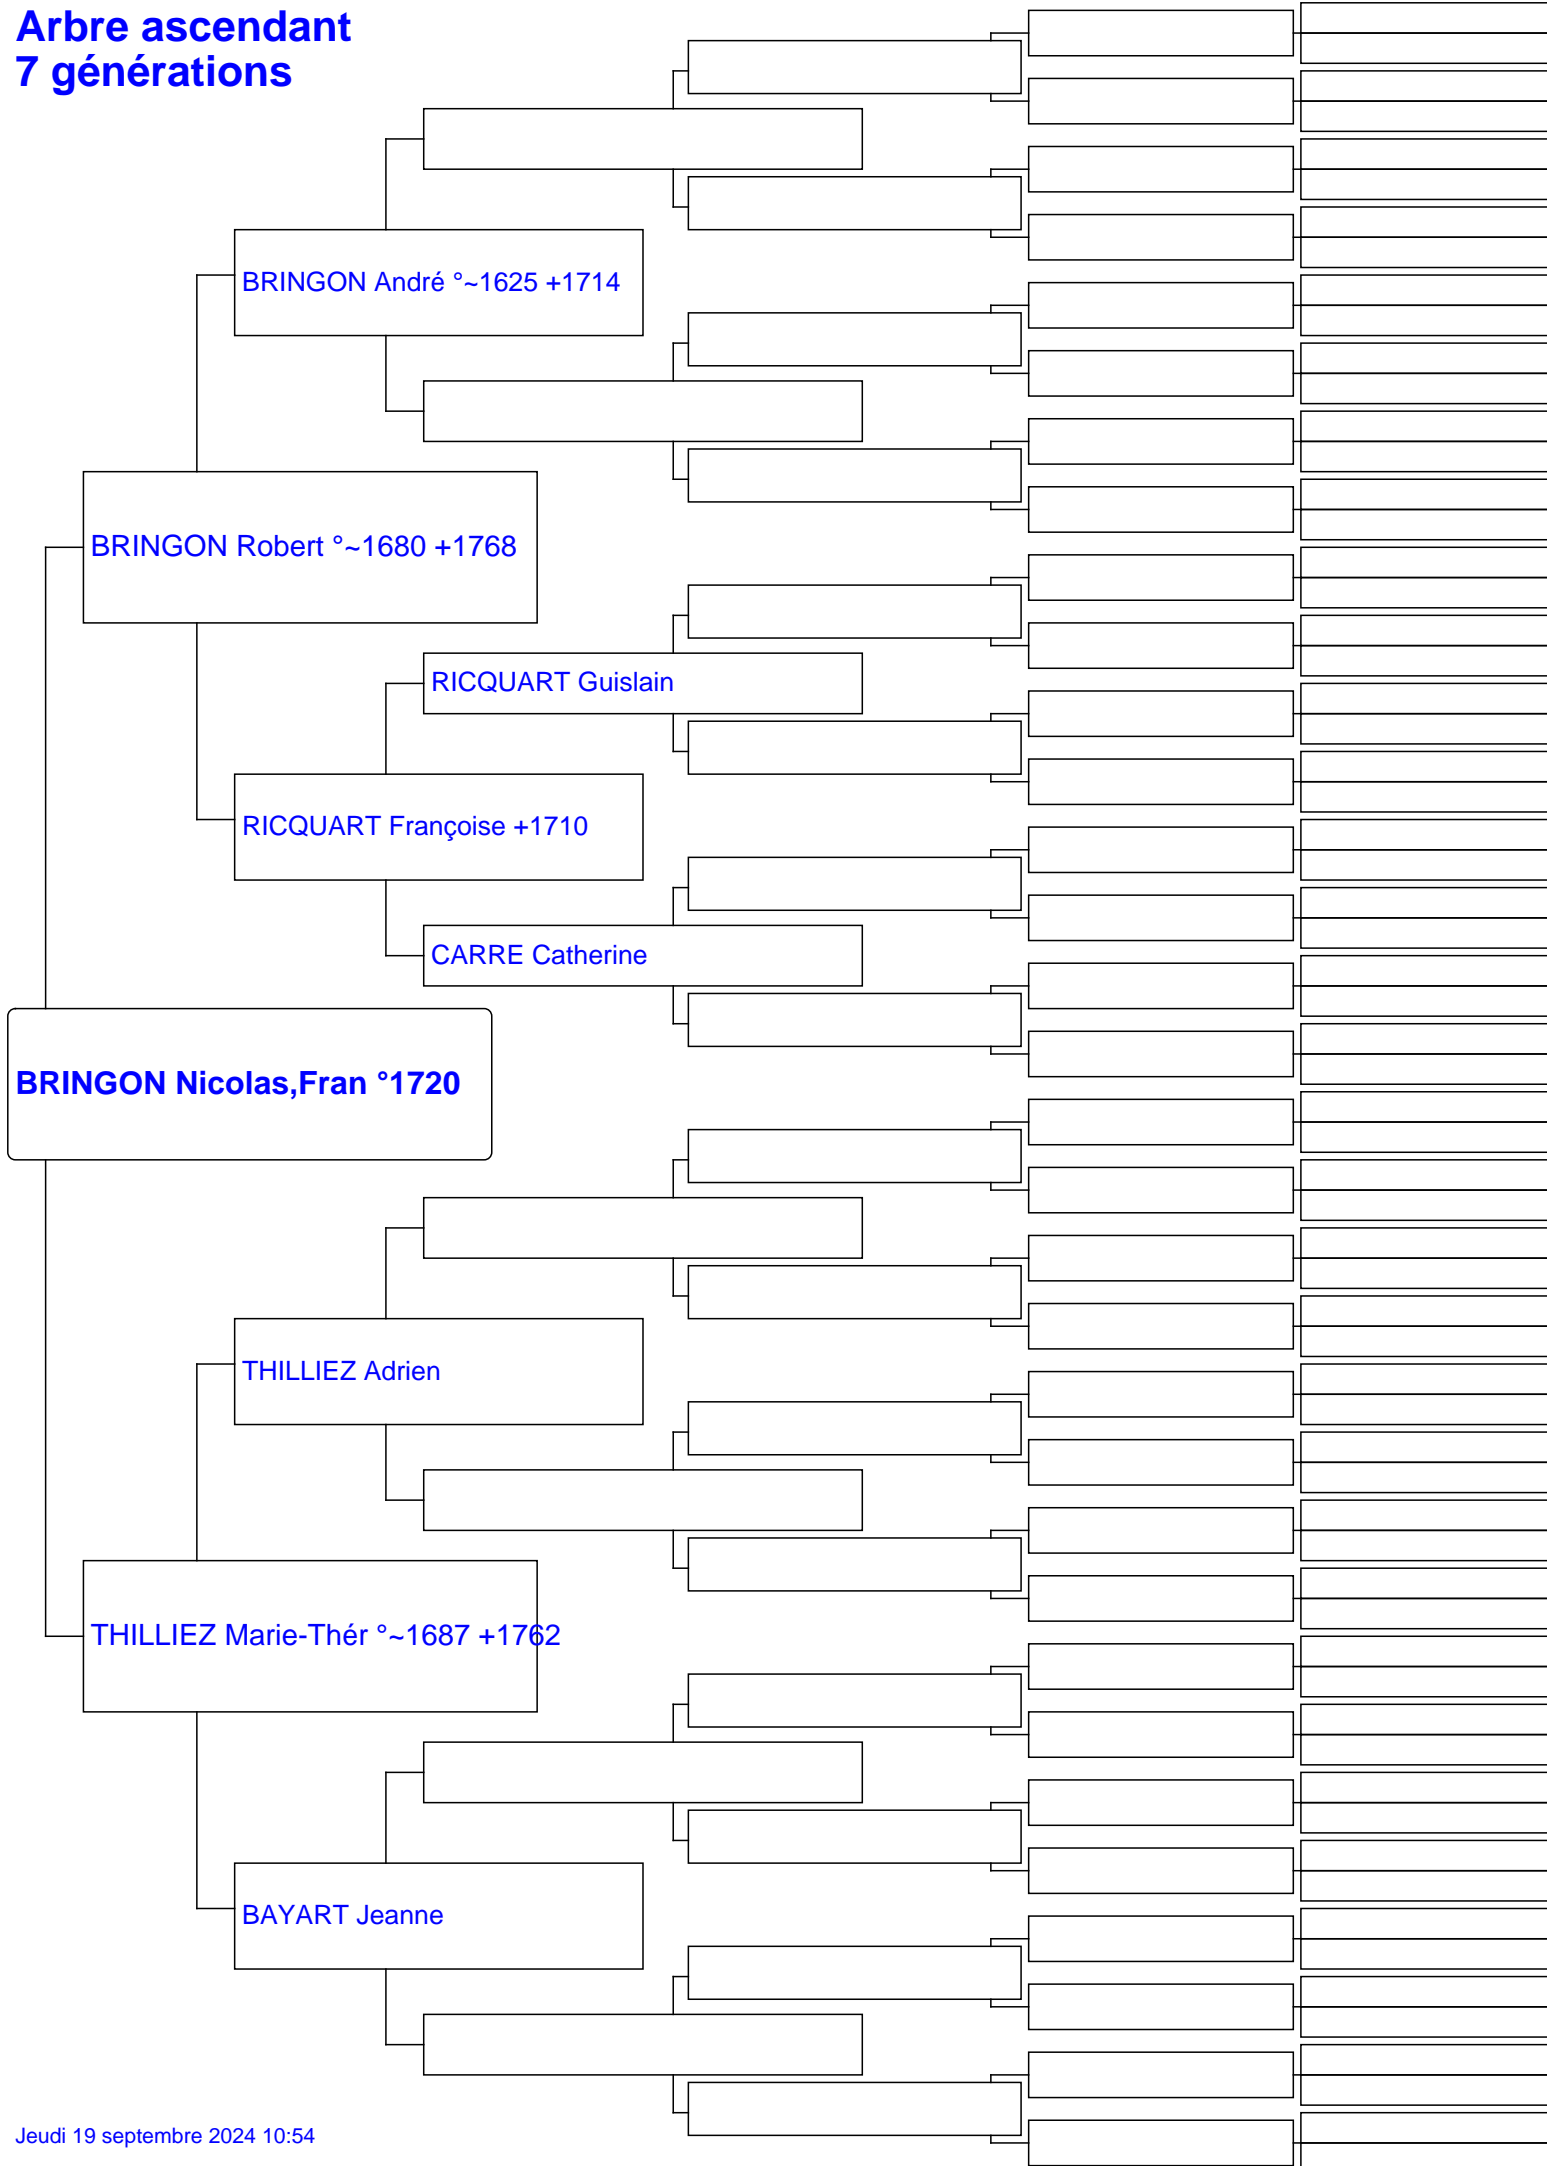 Arbre ascendant
7 générations
BRINGON André °~1625 +1714
BRINGON Robert °~1680 +1768
RICQUART Guislain
RICQUART Françoise +1710
CARRE Catherine
BRINGON Nicolas,Fran °1720
THILLIEZ Adrien
THILLIEZ Marie-Thér °~1687 +1762
BAYART Jeanne
Jeudi 19 septembre 2024 10:54